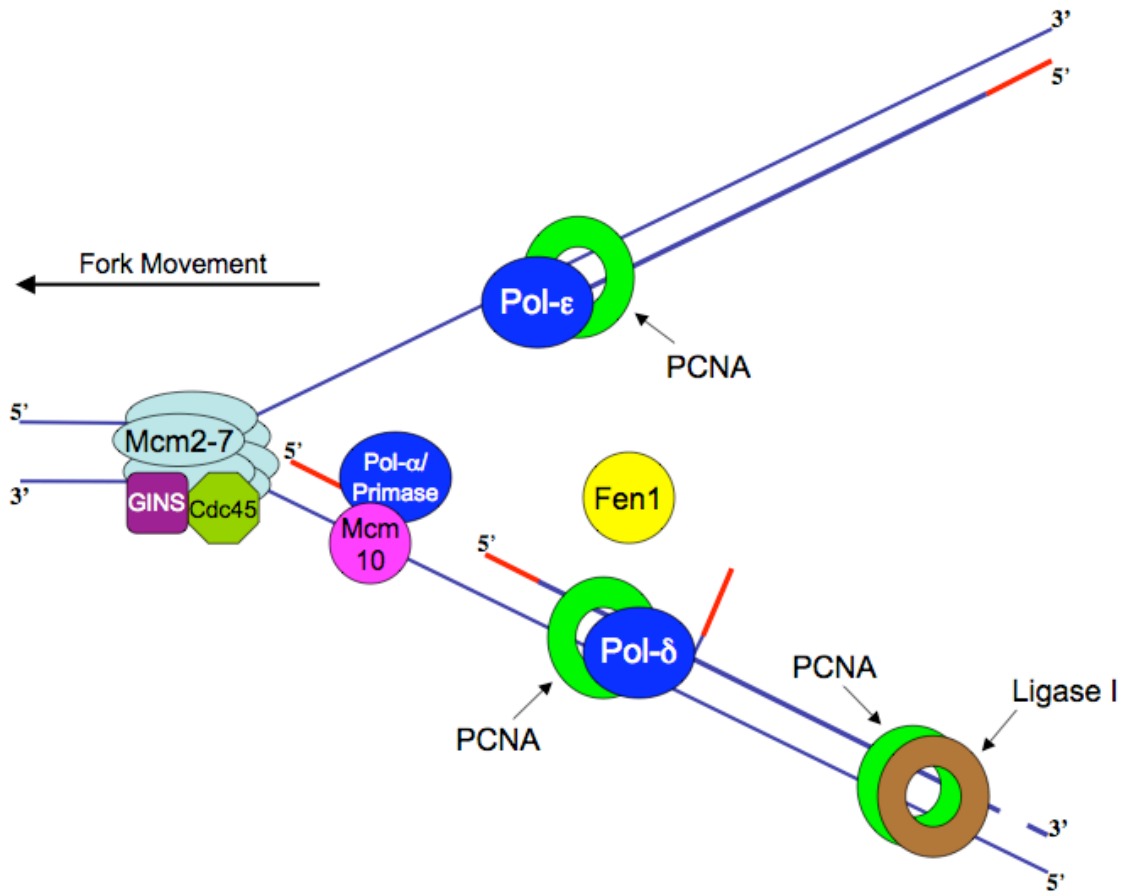 3’
5’
Fork Movement
Pol-ε
PCNA
5’
Mcm2-7
3’
GINS
Cdc45
5’
Pol-α/
Primase
Mcm
10
Fen1
5’
Pol-δ
PCNA
PCNA
Ligase I
3’
5’